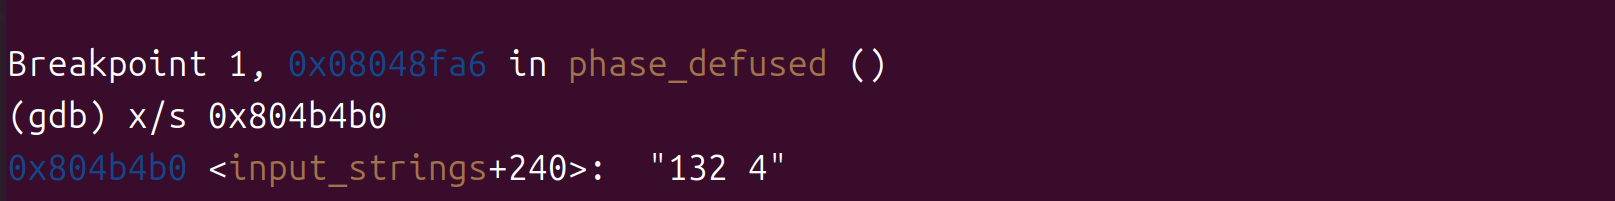 Breakpoint 1, 0x08048fa6 in phase_defused ()
(gdb) x/s 0x804b4b0
0x804b4b0 <input_strings+240>:  "132 4"